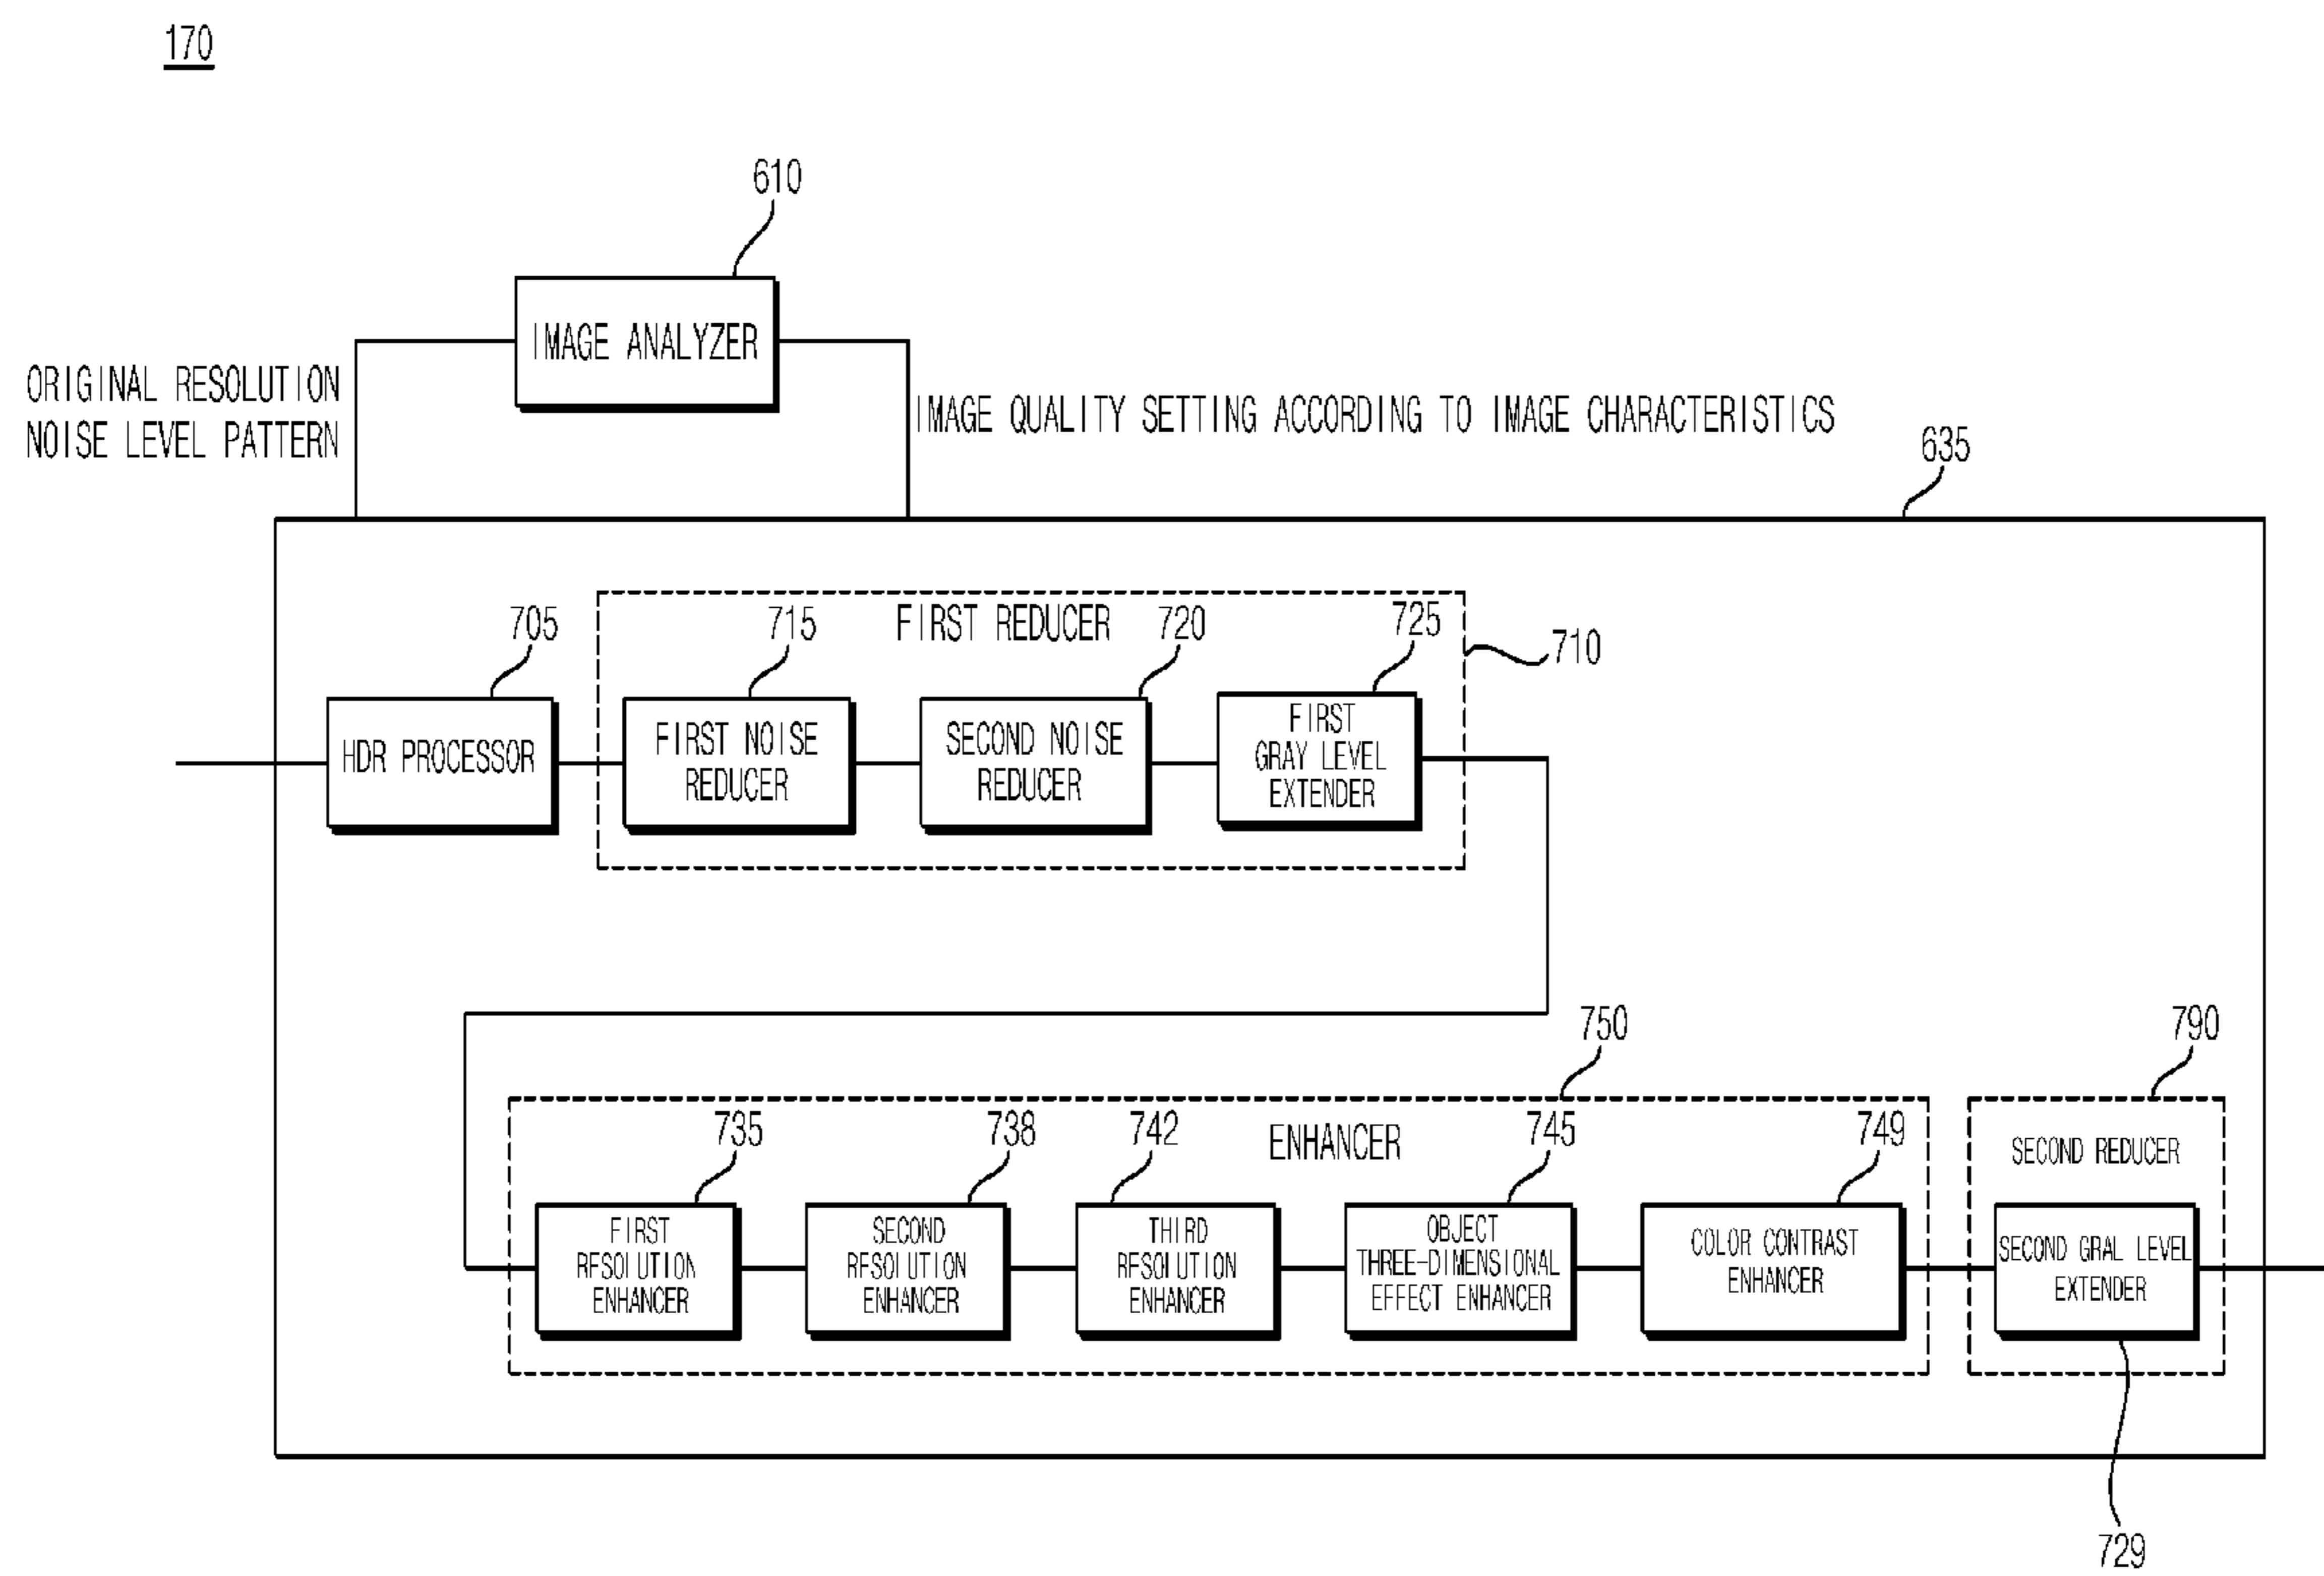 170
610
IMAGE ANALYZER
ORIGINAL RESOLUTION
NOISE LEVEL PATTERN
IMAGE QUALITY SETTING ACCORDING TO IMAGE CHARACTERISTICS
635
705
715
FIRST REDUCER
720
725
710
HDR PROCESSOR
FIRST NOISE
REDUCER
SECOND NOISE
REDUCER
FIRST
GRAY LEVEL
EXTENDER
750
790
735
738
742
ENHANCER
745
749
SECOND REDUCER
FIRST
RESOLUTION
ENHANCER
SECOND
RESOLUTION
ENHANCER
THIRD
RESOLUTION
ENHANCER
OBJECT
THREE-DIMENSIONAL
EFFECT ENHANCER
COLOR CONTRAST
ENHANCER
SECOND GRAL LEVEL
EXTENDER
729